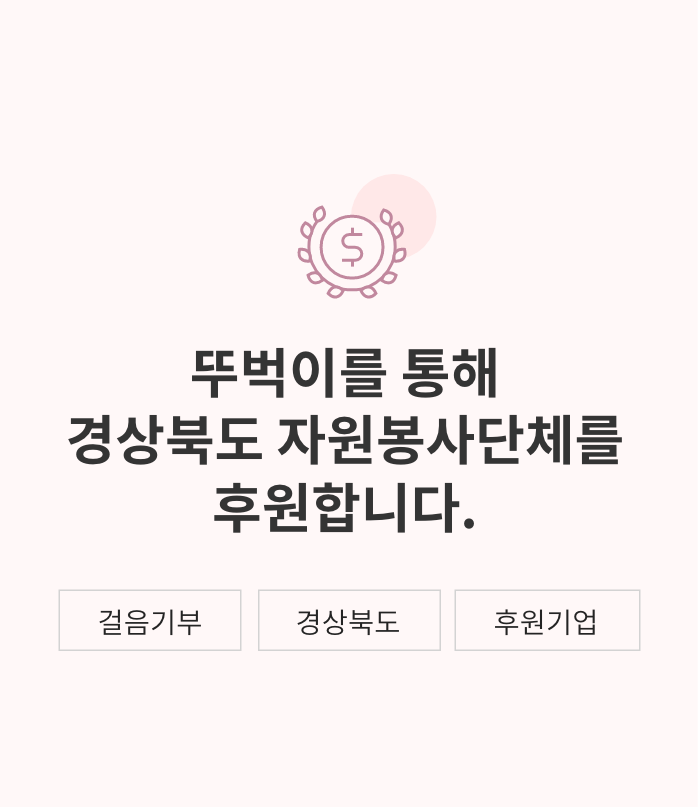 뚜벅이를 통해
경상북도 자원봉사단체를
후원합니다.
걸음기부
경상북도
후원기업